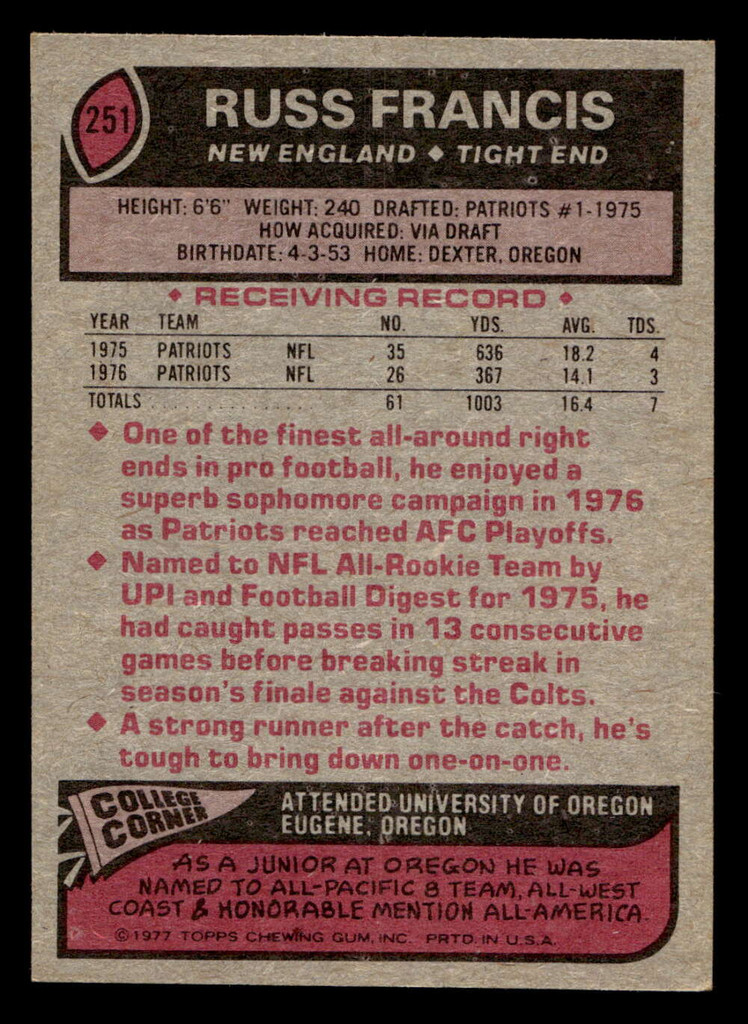 251
RUSS FRANCIS
NEW ENGLAND ◆ TIGHT END
HEIGHT: 6'6" WEIGHT: 240 DRAFTED: PATRIOTS #1-1975
HOW ACQUIRED: VIA DRAFT
BIRTHDATE: 4-3-53 HOME: DEXTER, OREGON
◆ RECEIVING RECORD ◆
YEAR TEAM NO. YDS. AVG. TDS.
1975 PATRIOTS NFL 35 636 18.2 4
1976 PATRIOTS NFL 26 367 14.1 3
TOTALS . . . . . . . . . . . . . . . . 61 1003 16.4 7
◆ One of the finest all-around right
ends in pro football, he enjoyed a
superb sophomore campaign in 1976
as Patriots reached AFC Playoffs.
◆ Named to NFL All-Rookie Team by
UPI and Football Digest for 1975, he
had caught passes in 13 consecutive
games before breaking streak in
season's finale against the Colts.
◆ A strong runner after the catch, he's
tough to bring down one-on-one.
COLLEGE
CORNER
ATTENDED UNIVERSITY OF OREGON
EUGENE, OREGON
AS A JUNIOR AT OREGON HE WAS
NAMED TO ALL-PACIFIC 8 TEAM, ALL-WEST
COAST & HONORABLE MENTION ALL-AMERICA.
© 1977 TOPPS CHEWING GUM, INC. PRTD. IN U.S.A.